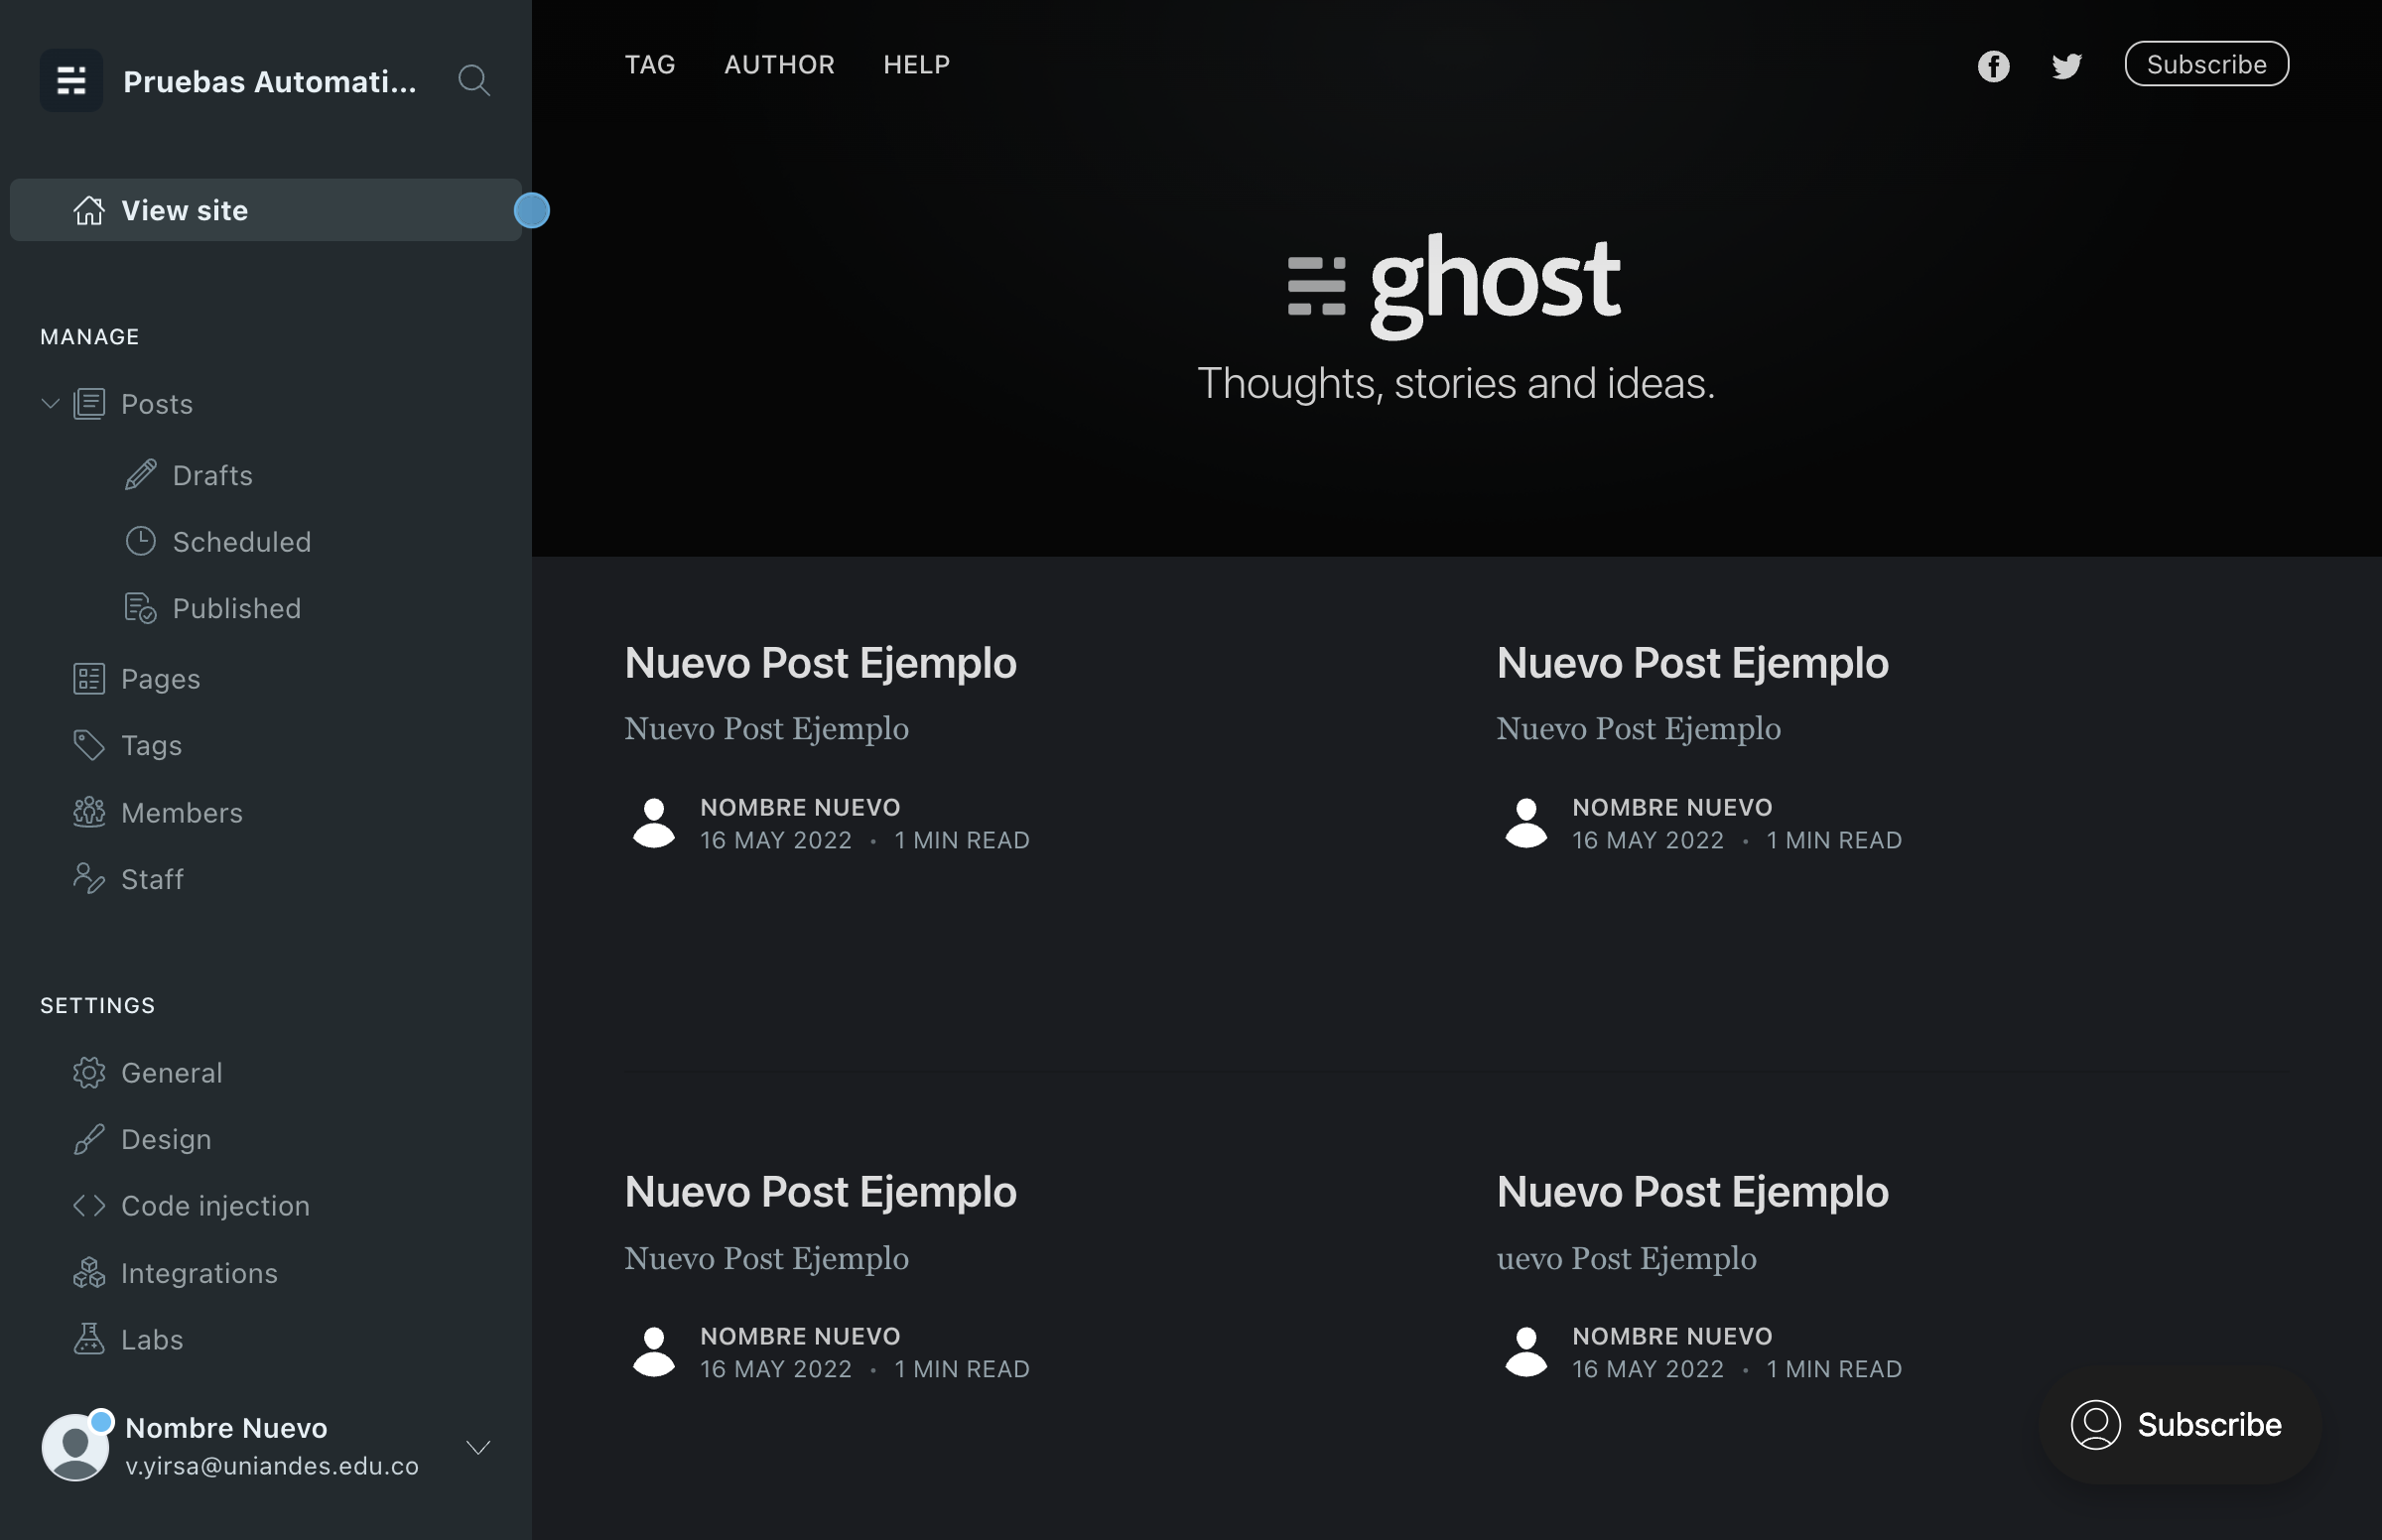 Pruebas Automati...
View site
MANAGE
Posts
Drafts
Scheduled
Published
Pages
Tags
Members
Staff
SETTINGS
General
Design
Code injection
Integrations
Labs
Nombre Nuevo
v.yirsa@uniandes.edu.co
TAG AUTHOR HELP
Subscribe
ghost
Thoughts, stories and ideas.
Nuevo Post Ejemplo
Nuevo Post Ejemplo
NOMBRE NUEVO
16 MAY 2022 • 1 MIN READ
Nuevo Post Ejemplo
Nuevo Post Ejemplo
NOMBRE NUEVO
16 MAY 2022 • 1 MIN READ
Nuevo Post Ejemplo
Nuevo Post Ejemplo
NOMBRE NUEVO
16 MAY 2022 • 1 MIN READ
Nuevo Post Ejemplo
uevo Post Ejemplo
NOMBRE NUEVO
16 MAY 2022 • 1 MIN READ
Subscribe